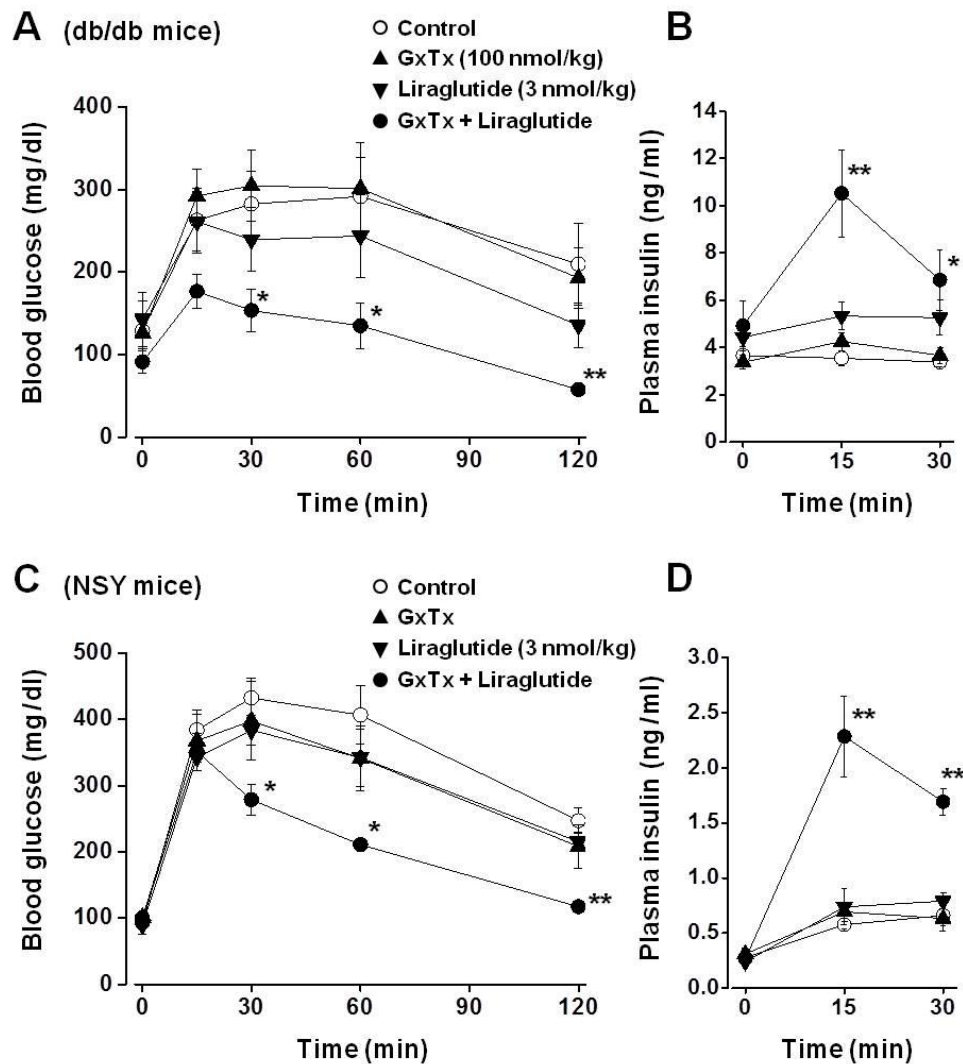 A (db/db mice)
Control
GxTx (100 nmol/kg)
Liraglutide (3 nmol/kg)
GxTx + Liraglutide
Blood glucose (mg/dl)
400
300
200
100
0
*
*
**
0 30 60 90 120
Time (min)
B
Plasma insulin (ng/ml)
14
12
10
8
6
4
2
0
**
*
0 15 30
Time (min)
C (NSY mice)
Control
GxTx
Liraglutide (3 nmol/kg)
GxTx + Liraglutide
Blood glucose (mg/dl)
500
400
300
200
100
0
*
*
**
0 30 60 90 120
Time (min)
D
Plasma insulin (ng/ml)
3.0
2.5
2.0
1.5
1.0
0.5
0.0
**
**
0 15 30
Time (min)